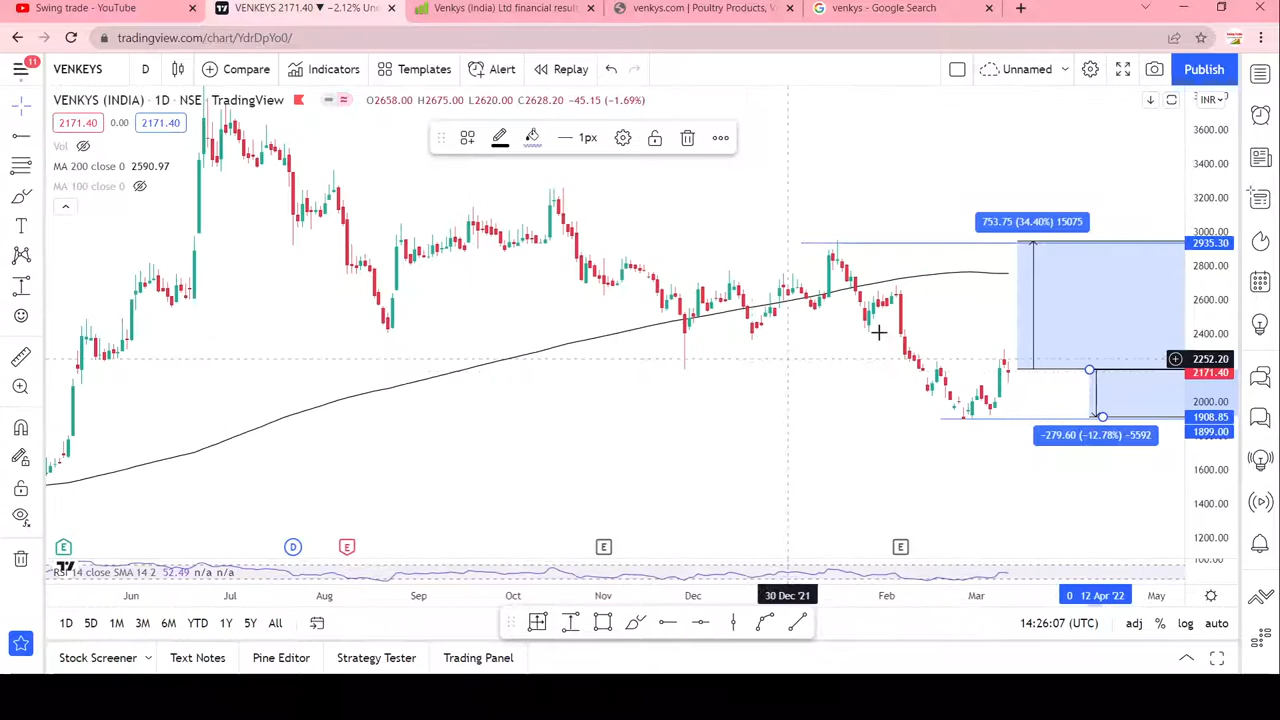 Swing trade - YouTube
VENKEYS 2171.40 ▼ −2.12% Un
Venkys (India) Ltd financial result
venkys.com | Poultry Products, V
venkys - Google Search
tradingview.com/chart/YdrDpYo0/
11
VENKEYS
D
Compare
Indicators
Templates
Alert
Replay
Unnamed
Publish
VENKYS (INDIA) · 1D · NSE TradingView
O2658.00 H2675.00 L2620.00 C2628.20 −45.15 (−1.69%)
INR
2171.40 0.00 2171.40
1px
Vol
MA 200 close 0 2590.97
MA 100 close 0
3600.00
3400.00
3200.00
753.75 (34.40%) 15075
3000.00
2935.30
2800.00
2600.00
2400.00
2252.20
2171.40
2000.00
1908.85
1899.00
−279.60 (−12.78%) −5592
1600.00
1400.00
1200.00
E
D
E
E
E
RSI 14 close SMA 14 2 52.49 n/a n/a
Jun
Jul
Aug
Sep
Oct
Nov
Dec
30 Dec '21
Feb
Mar
0 12 Apr '22
May
1D 5D 1M 3M 6M YTD 1Y 5Y All
14:26:07 (UTC)
adj % log auto
Stock Screener
Text Notes
Pine Editor
Strategy Tester
Trading Panel